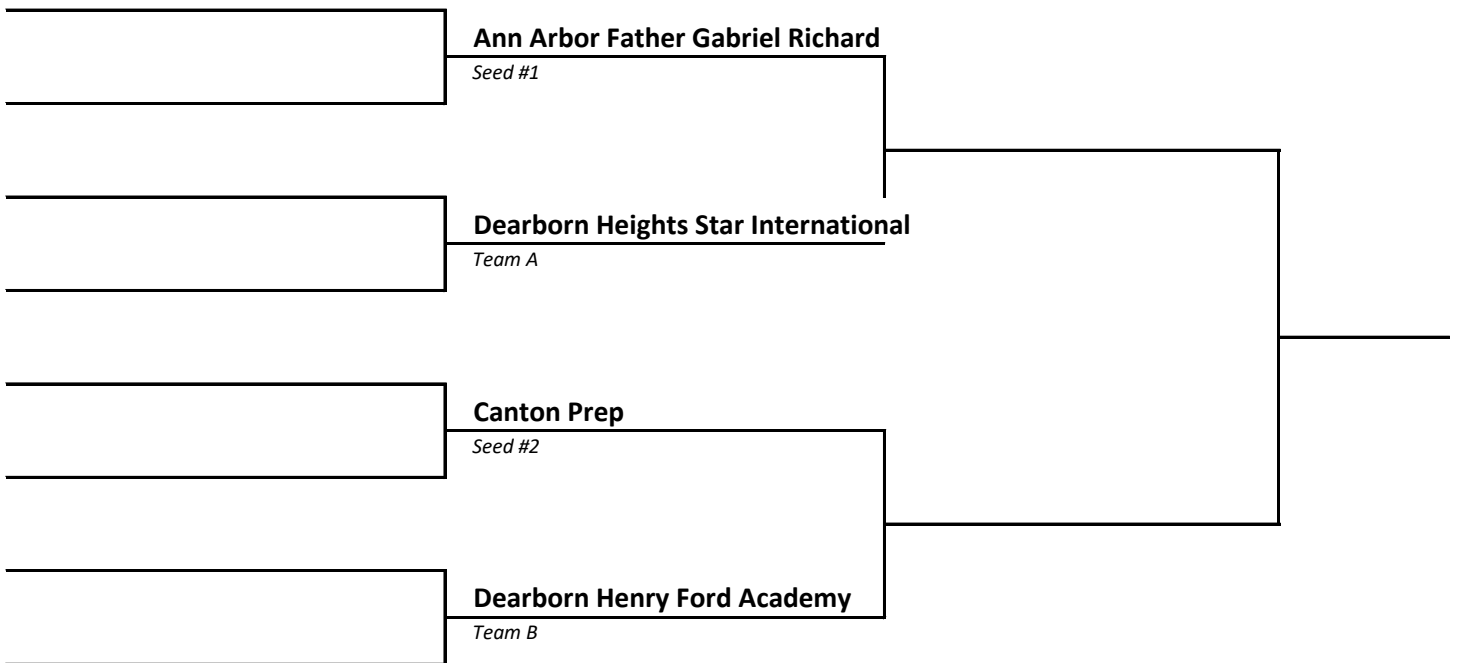 Ann Arbor Father Gabriel Richard
Seed #1
Dearborn Heights Star International
Team A
Canton Prep
Seed #2
Dearborn Henry Ford Academy
Team B